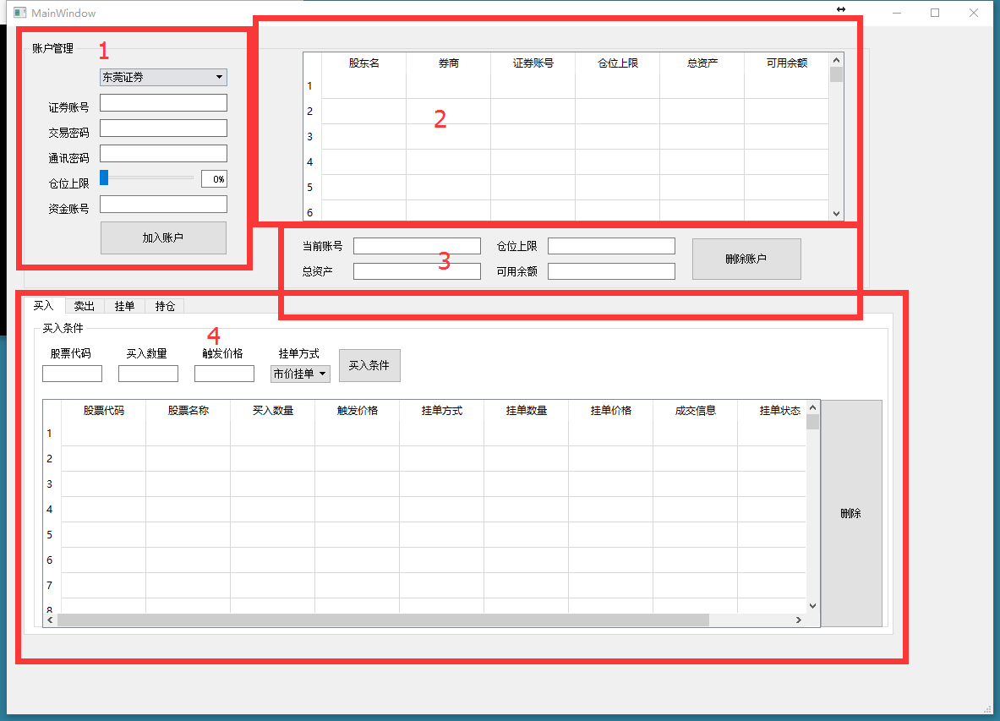 MainWindow
账户管理
1
东莞证券
证券账号
交易密码
通讯密码
仓位上限 0%
资金账号
加入账户
股东名 券商 证券账号 仓位上限 总资产 可用余额
1
2
3
4
5
6
2
当前账号 仓位上限
总资产 可用余额
删除账户
3
买入 卖出 挂单 持仓
买入条件
4
股票代码 买入数量 触发价格 挂单方式
市价挂单
买入条件
股票代码 股票名称 买入数量 触发价格 挂单方式 挂单数量 挂单价格 成交信息 挂单状态
1
2
3
4
5
6
7
8
删除